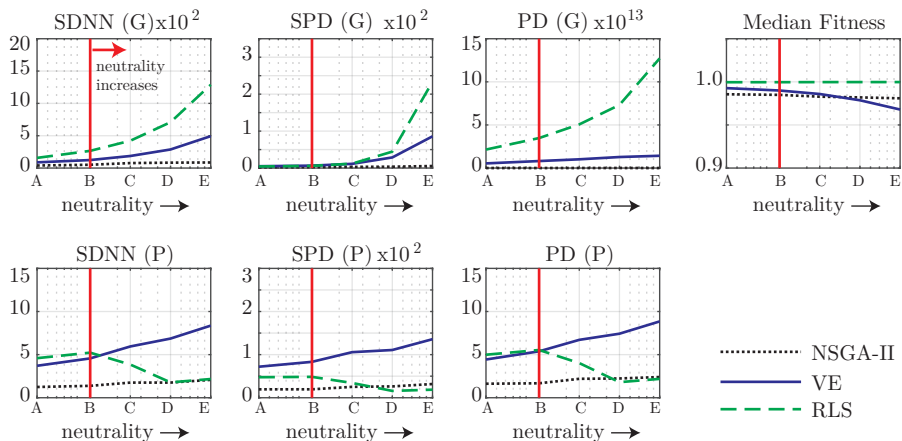 SDNN (G) x10²
20
15
10
5
0
neutrality
increases
A B C D E
neutrality →
SPD (G) x10²
3
2
1
0
A B C D E
neutrality →
PD (G) x10¹³
15
10
5
0
A B C D E
neutrality →
Median Fitness
1.0
0.9
A B C D E
neutrality →
SDNN (P)
15
10
5
0
A B C D E
neutrality →
SPD (P) x10²
3
2
1
0
A B C D E
neutrality →
PD (P)
15
10
5
0
A B C D E
neutrality →
NSGA-II
VE
RLS